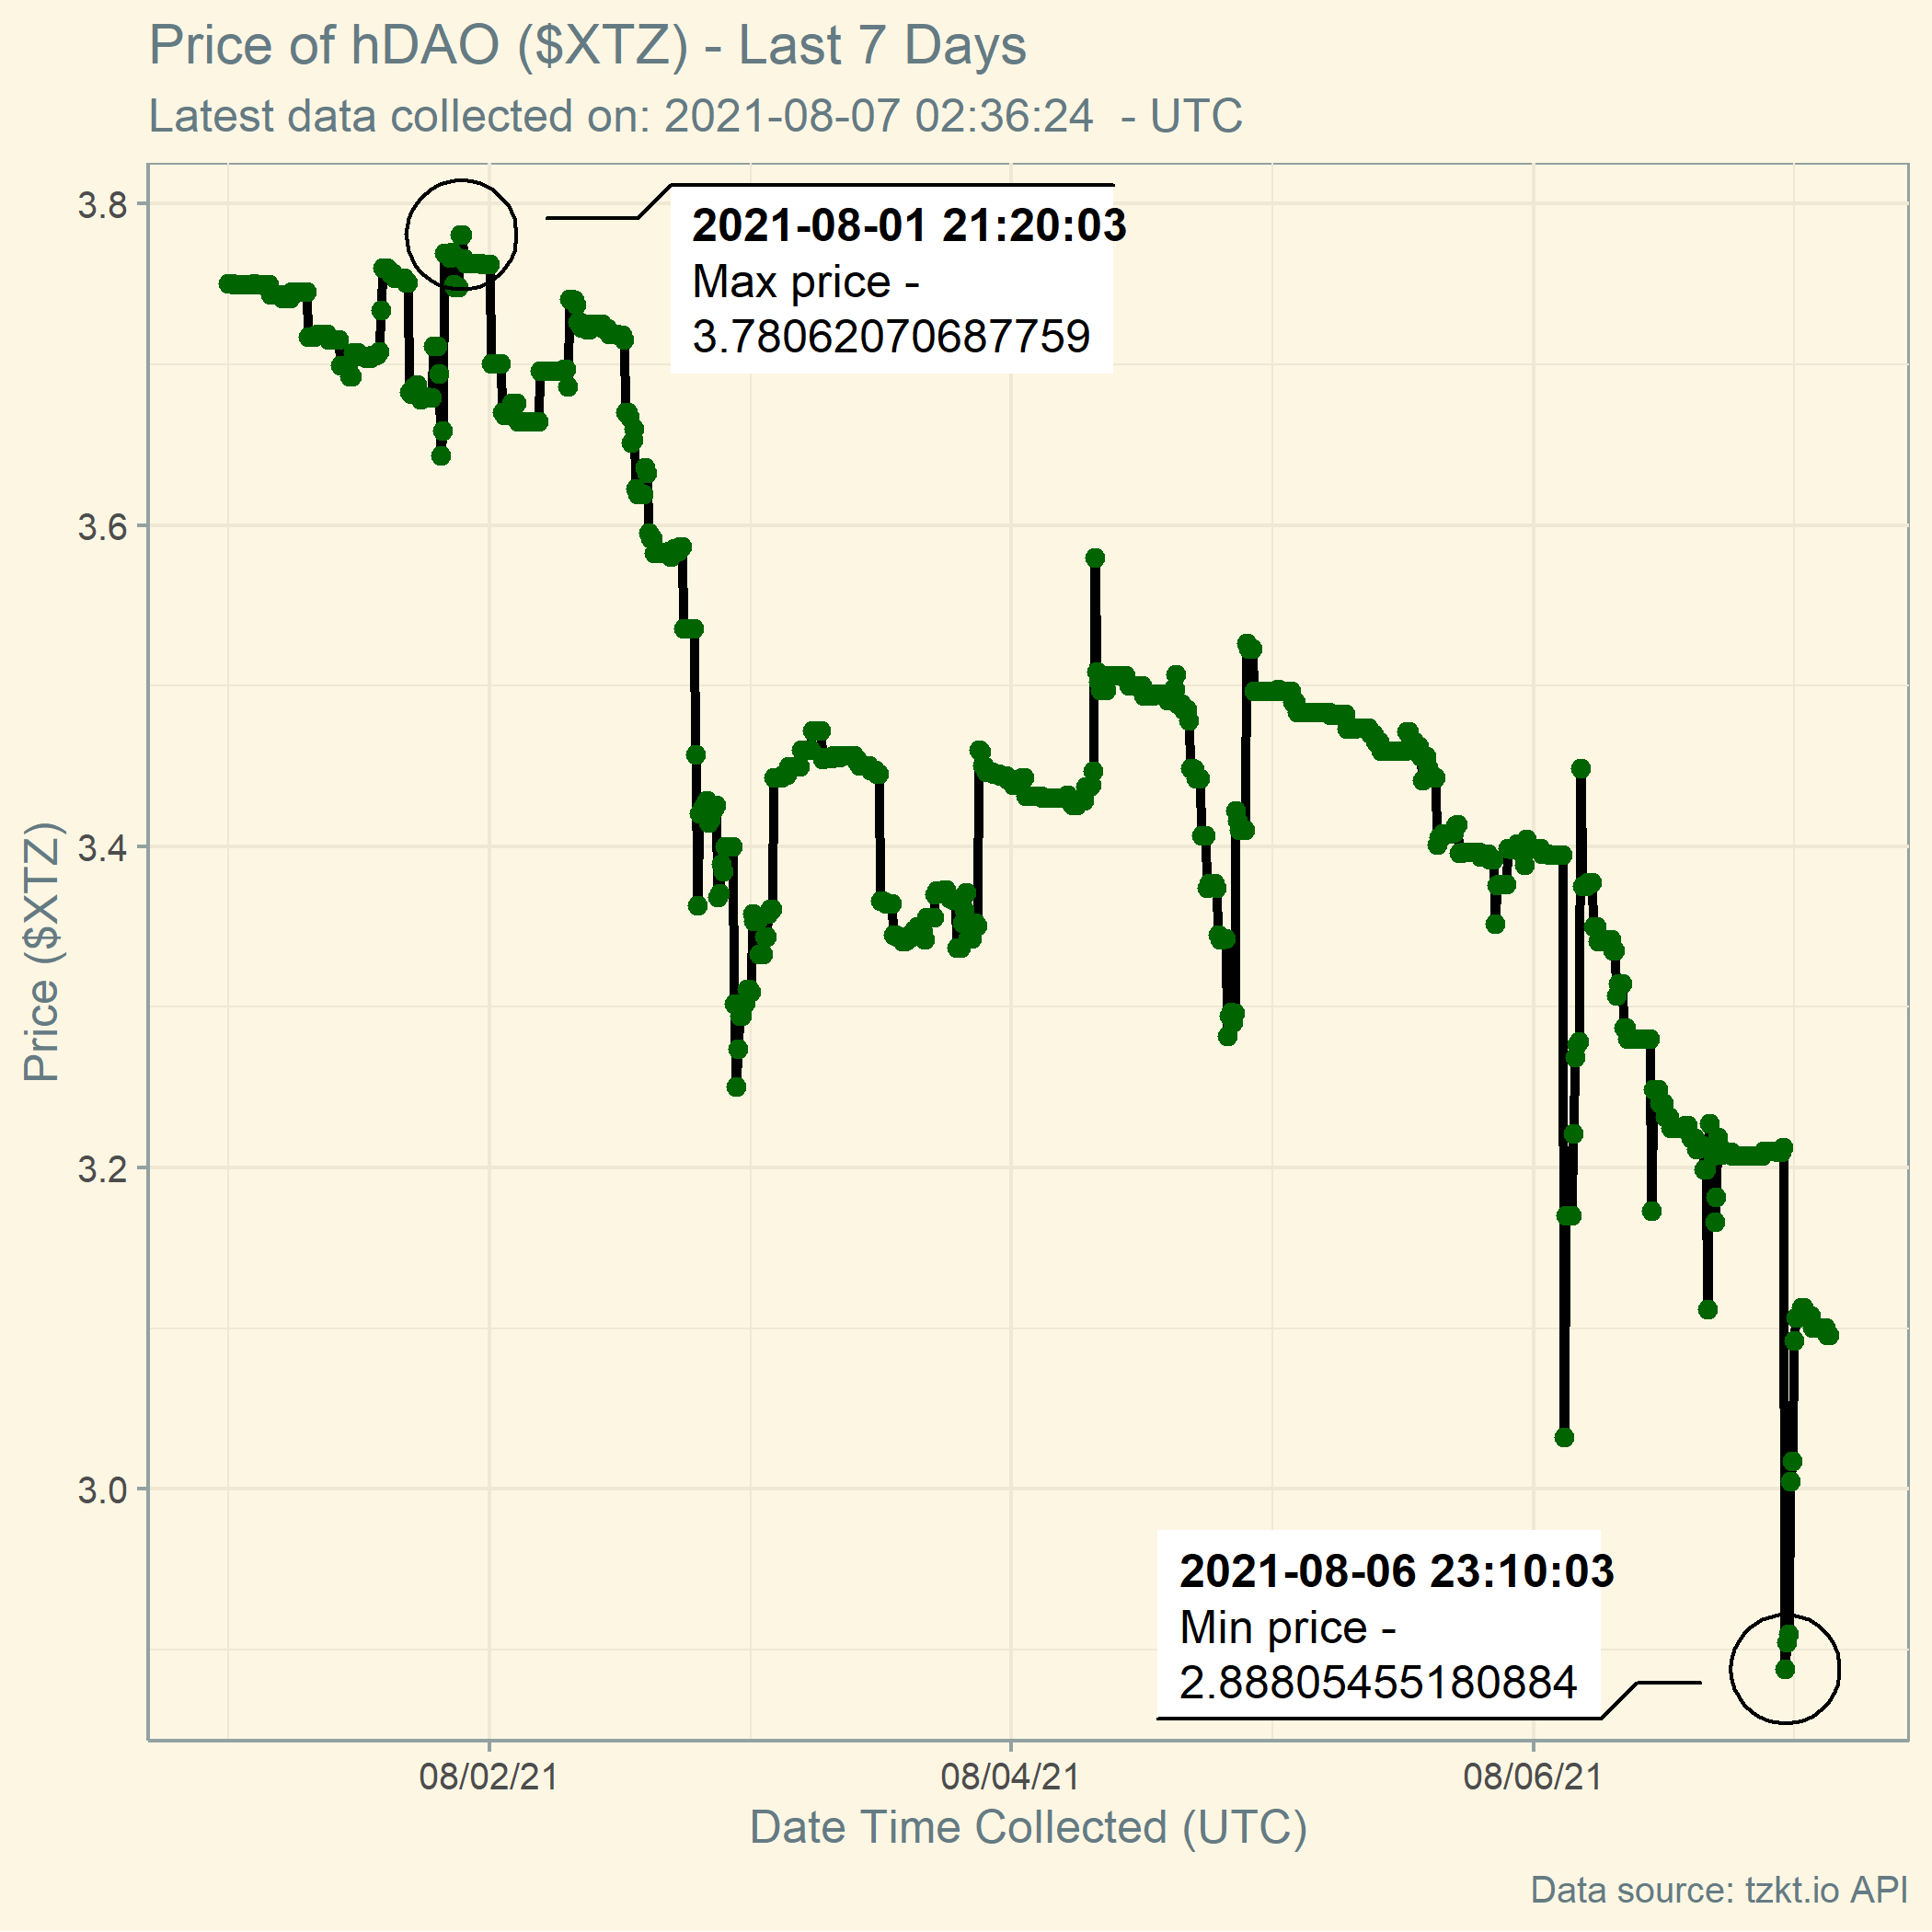 Price of hDAO ($XTZ) - Last 7 Days
Latest data collected on: 2021-08-07 02:36:24  - UTC
3.8
3.6
3.4
3.2
3.0
Price ($XTZ)
2021-08-01 21:20:03
Max price -
3.78062070687759
2021-08-06 23:10:03
Min price -
2.88805455180884
08/02/21
08/04/21
08/06/21
Date Time Collected (UTC)
Data source: tzkt.io API